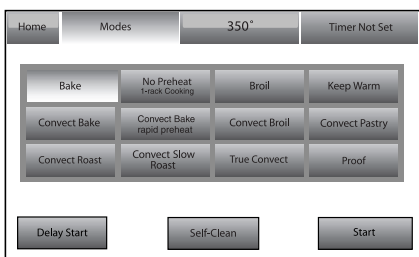 Home Modes 350° Timer Not Set
Bake No Preheat Broil Keep Warm
1-rack Cooking
Convect Bake Convect Bake Convect Broil Convect Pastry
rapid preheat
Convect Roast Convect Slow True Convect Proof
Roast
Delay Start Self-Clean Start